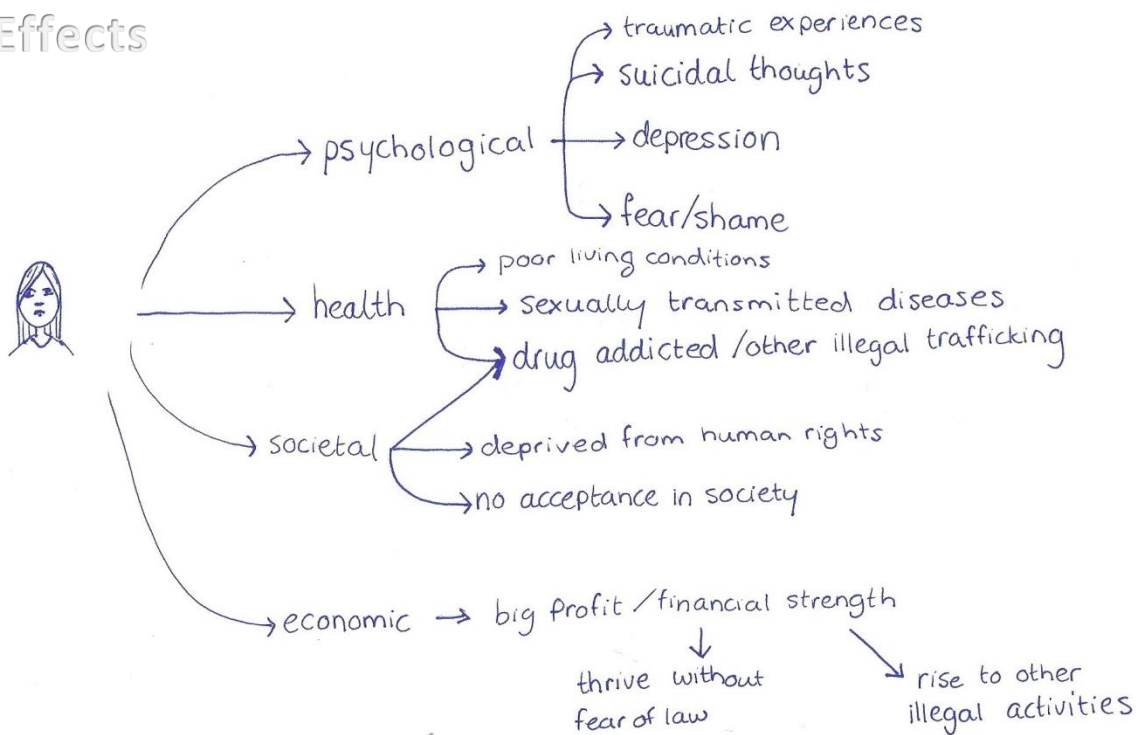 Effects
traumatic experiences
suicidal thoughts
psychological
depression
fear/shame
poor living conditions
health
sexually transmitted diseases
drug addicted /other illegal trafficking
societal
deprived from human rights
no acceptance in society
economic
big profit/financial strength
thrive without
fear of law
rise to other
illegal activities